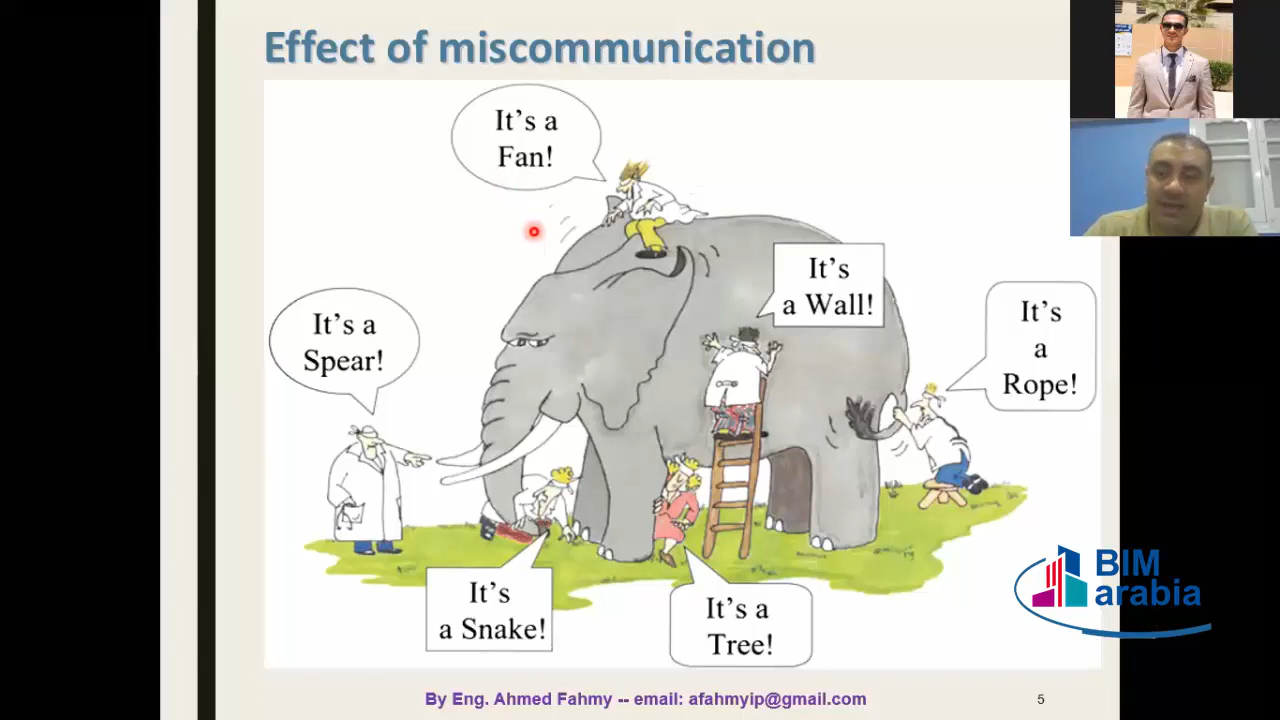 Effect of miscommunication
It's a
Fan!
It's
a Wall!
It's a
Spear!
It's
a
Rope!
It's
a Snake!
It's a
Tree!
BIM
arabia
By Eng. Ahmed Fahmy -- email: afahmyip@gmail.com
5